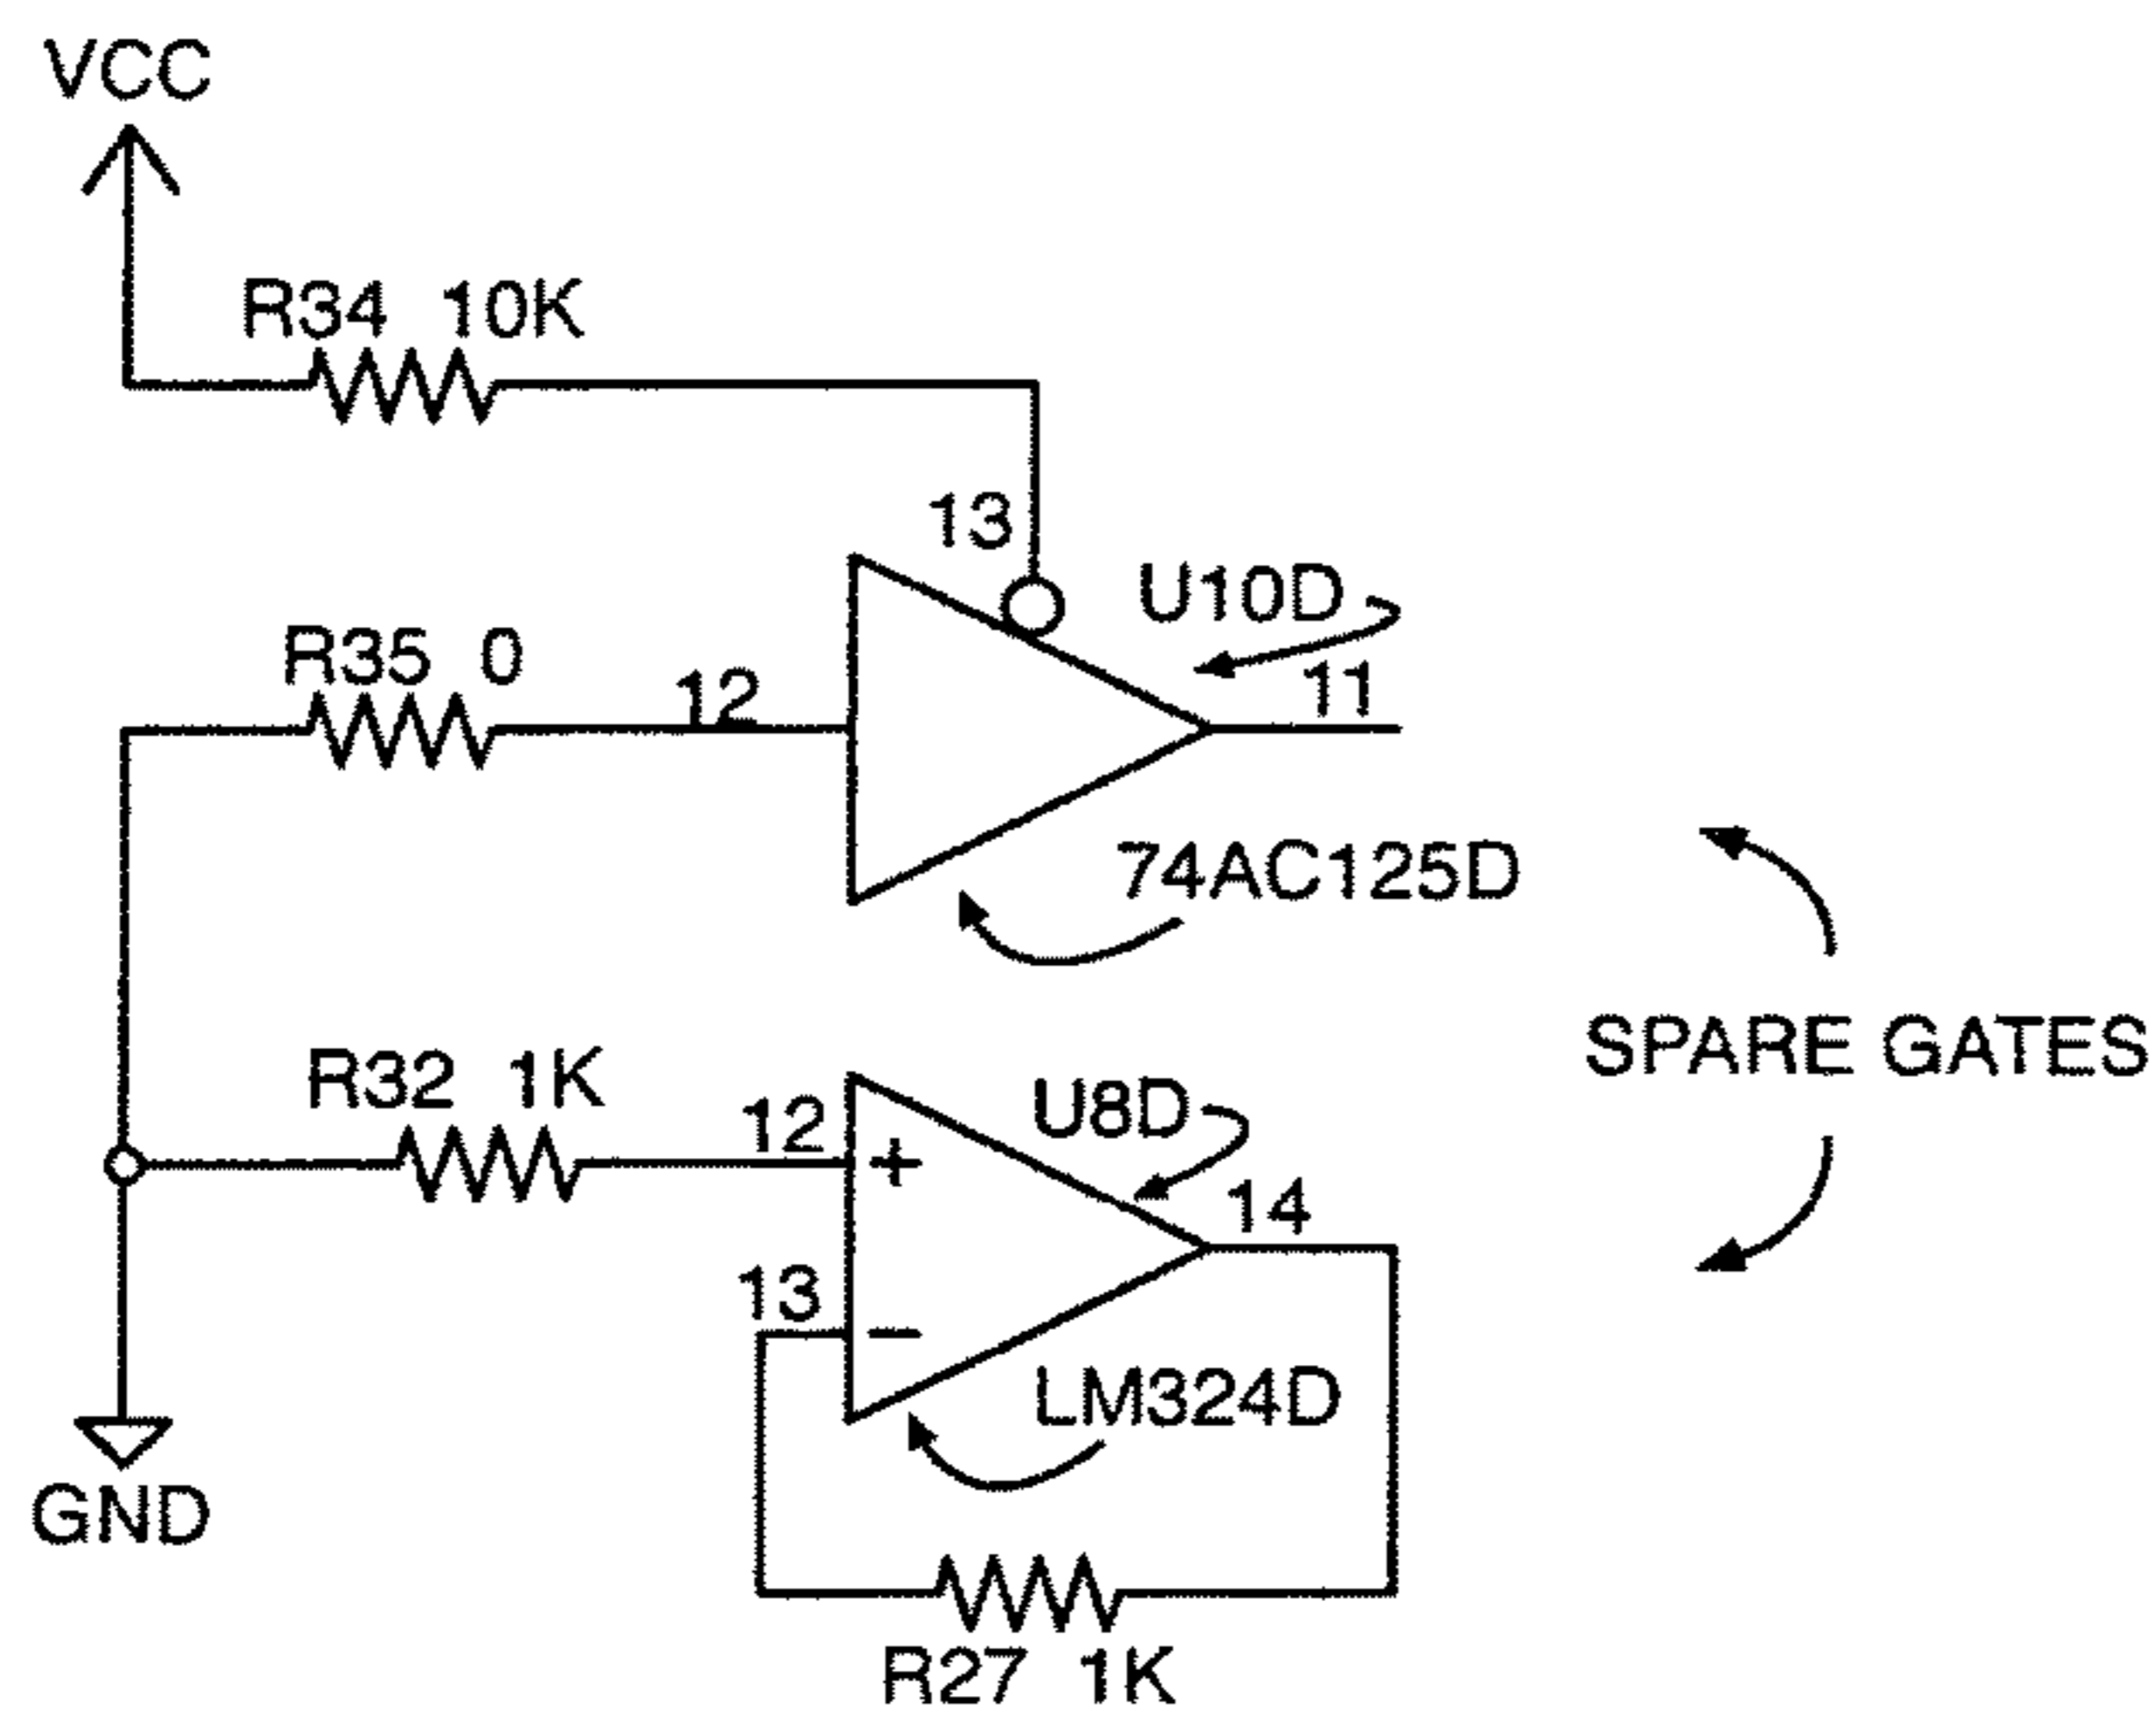 VCC
R34 10K
13
U10D
R35 0
12
11
74AC125D
SPARE GATES
R32 1K
12
+
U8D
14
13
−
LM324D
GND
R27 1K